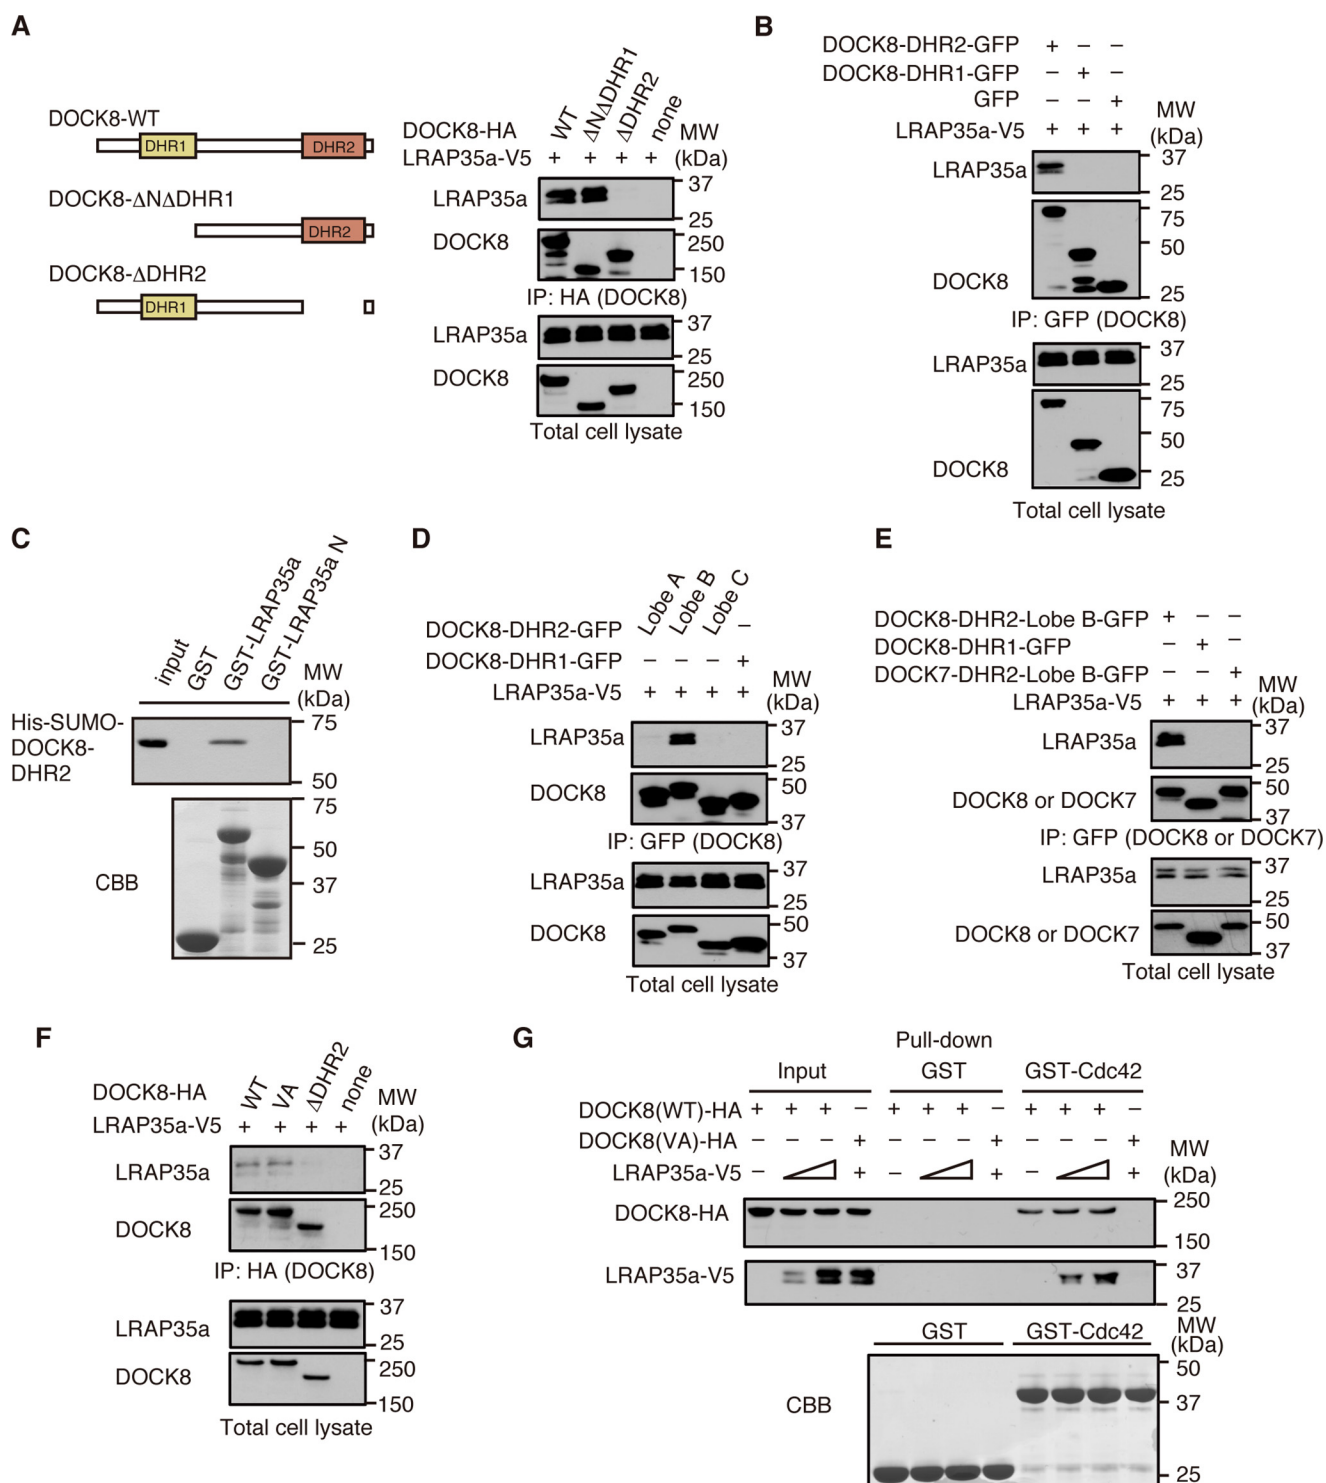 A
DOCK8-WT
DHR1
DHR2
DOCK8-ΔNΔDHR1
DHR2
DOCK8-ΔDHR2
DHR1
WT
ΔNΔDHR1
ΔDHR2
none
DOCK8-HA
MW
LRAP35a-V5 + + + + (kDa)
LRAP35a
37
25
DOCK8
250
150
IP: HA (DOCK8)
LRAP35a
37
25
DOCK8
250
150
Total cell lysate
B
DOCK8-DHR2-GFP + – –
DOCK8-DHR1-GFP – + –
GFP – – +
MW
LRAP35a-V5 + + + (kDa)
LRAP35a
37
25
75
50
DOCK8
25
IP: GFP (DOCK8)
LRAP35a
37
25
75
50
DOCK8
25
Total cell lysate
C
input
GST
GST-LRAP35a
GST-LRAP35a N
MW
(kDa)
His-SUMO-
DOCK8-
DHR2
75
50
75
50
CBB
37
25
D
Lobe A
Lobe B
Lobe C
DOCK8-DHR2-GFP –
DOCK8-DHR1-GFP – – – +
MW
LRAP35a-V5 + + + + (kDa)
LRAP35a
37
25
DOCK8
50
37
IP: GFP (DOCK8)
LRAP35a
37
25
DOCK8
50
37
Total cell lysate
E
DOCK8-DHR2-Lobe B-GFP + – –
DOCK8-DHR1-GFP – + –
DOCK7-DHR2-Lobe B-GFP – – +
MW
LRAP35a-V5 + + + (kDa)
LRAP35a
37
25
DOCK8 or DOCK7
50
37
IP: GFP (DOCK8 or DOCK7)
LRAP35a
37
25
DOCK8 or DOCK7
50
37
Total cell lysate
F
WT
VA
ΔDHR2
none
DOCK8-HA
MW
LRAP35a-V5 + + + + (kDa)
LRAP35a
37
25
DOCK8
250
150
IP: HA (DOCK8)
LRAP35a
37
25
DOCK8
250
150
Total cell lysate
G
Pull-down
Input GST GST-Cdc42
DOCK8(WT)-HA + + + – + + + – + + + –
DOCK8(VA)-HA – – – + – – – + – – – +
MW
LRAP35a-V5 – + – + – + (kDa)
DOCK8-HA
250
150
LRAP35a-V5
37
25
GST GST-Cdc42
MW
(kDa)
50
CBB
37
25